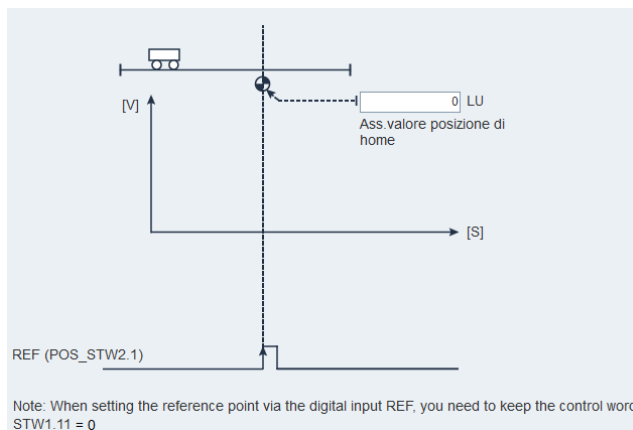 [V]
0 LU
Ass.valore posizione di
home
[S]
REF (POS_STW2.1)
Note: When setting the reference point via the digital input REF, you need to keep the control word
STW1.11 = 0